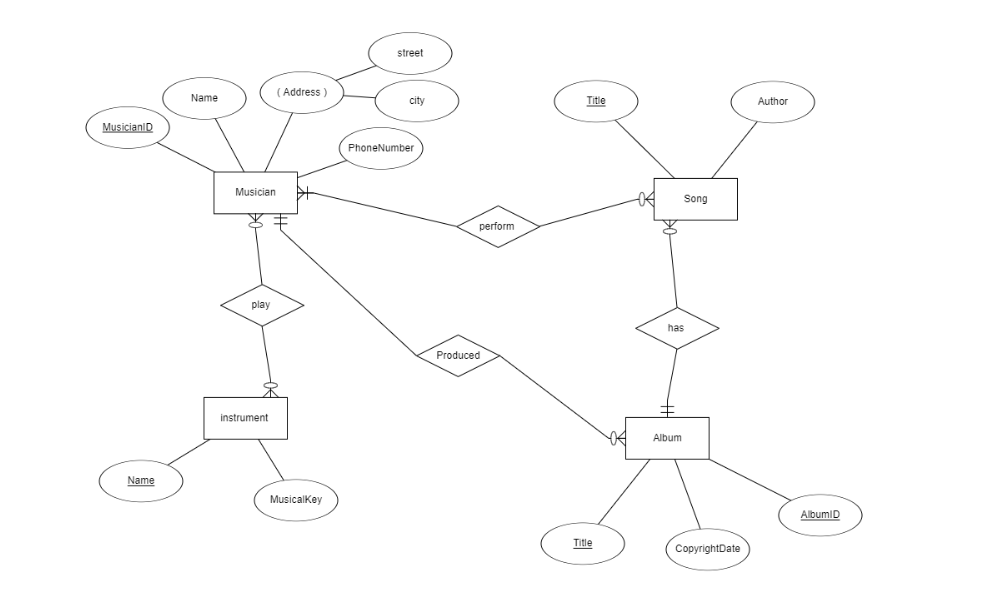 street
( Address )
city
Name
MusicianID
PhoneNumber
Title
Author
Musician
Song
perform
play
Produced
has
instrument
Album
Name
MusicalKey
Title
CopyrightDate
AlbumID